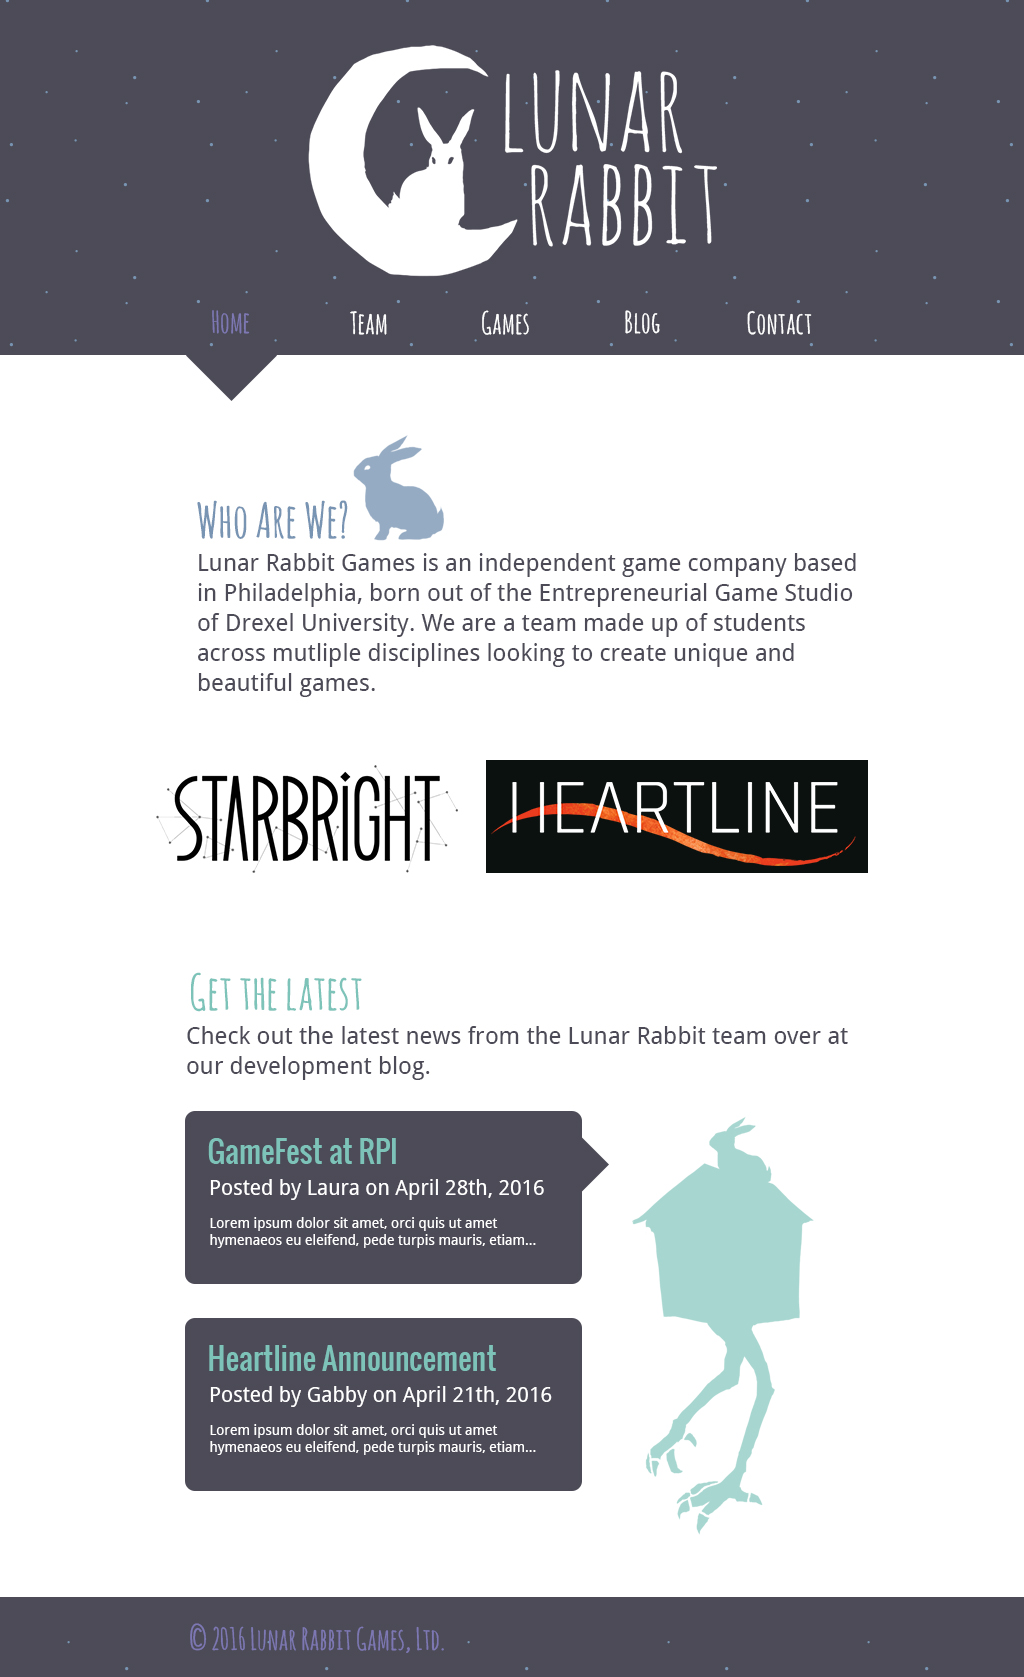 LUNAR
RABBIT
Home
Team
Games
Blog
Contact
Who Are We?
Lunar Rabbit Games is an independent game company based
in Philadelphia, born out of the Entrepreneurial Game Studio
of Drexel University. We are a team made up of students
across mutliple disciplines looking to create unique and
beautiful games.
STARBRiGHT
HEARTLINE
Get the latest
Check out the latest news from the Lunar Rabbit team over at
our development blog.
GameFest at RPI
Posted by Laura on April 28th, 2016
Lorem ipsum dolor sit amet, orci quis ut amet
hymenaeos eu eleifend, pede turpis mauris, etiam...
Heartline Announcement
Posted by Gabby on April 21th, 2016
Lorem ipsum dolor sit amet, orci quis ut amet
hymenaeos eu eleifend, pede turpis mauris, etiam...
© 2016 Lunar Rabbit Games, Ltd.